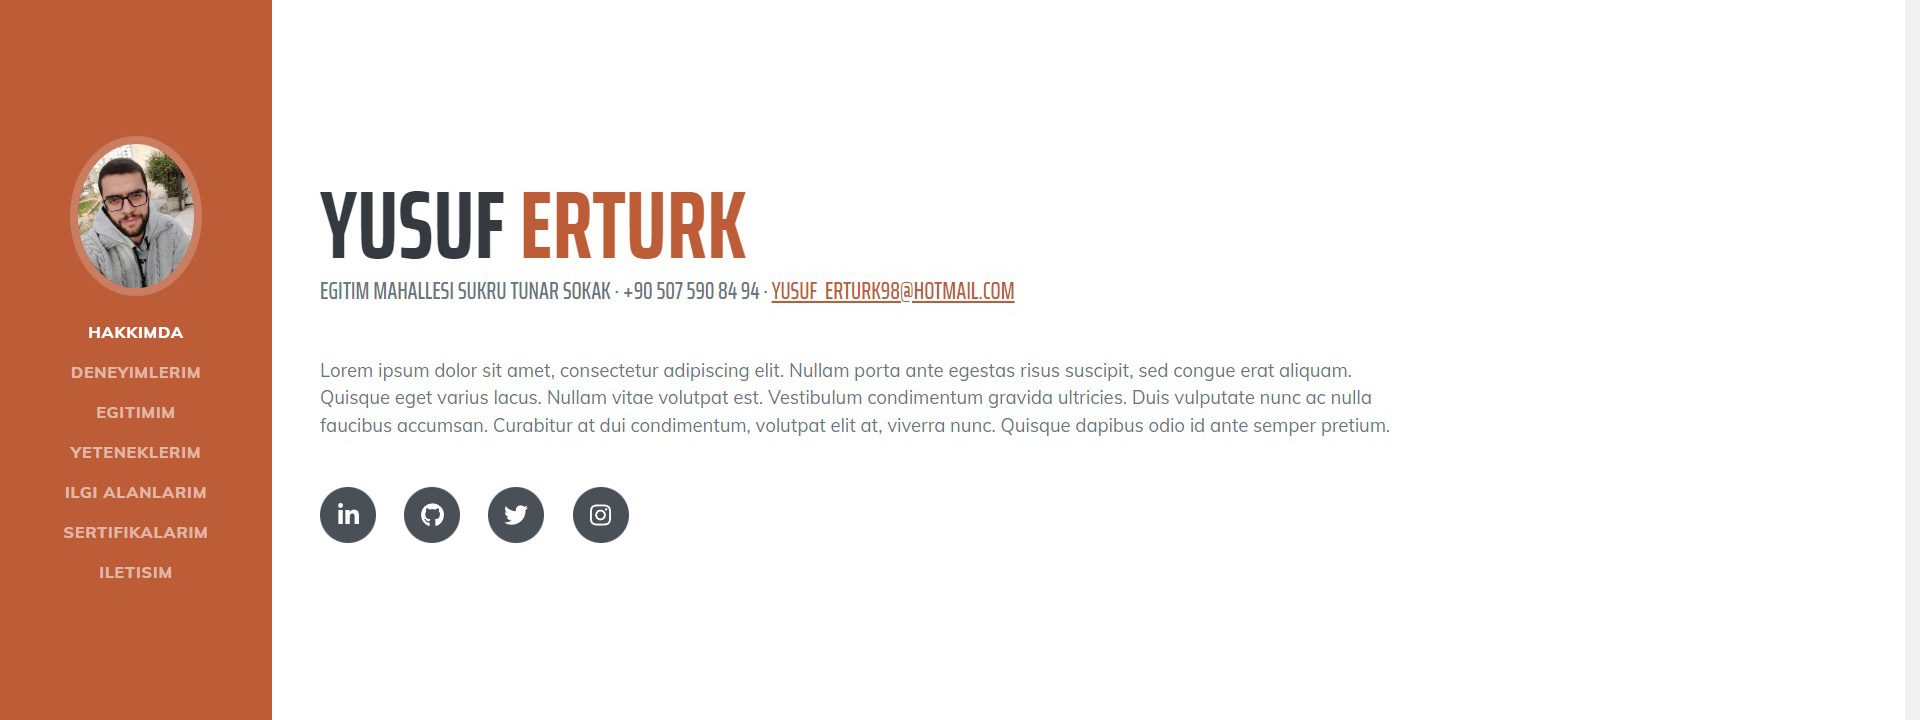 HAKKIMDA
DENEYIMLERIM
EGITIMIM
YETENEKLERIM
ILGI ALANLARIM
SERTIFIKALARIM
ILETISIM
YUSUF ERTURK
EGITIM MAHALLESI SUKRU TUNAR SOKAK · +90 507 590 84 94 · YUSUF_ERTURK98@HOTMAIL.COM
Lorem ipsum dolor sit amet, consectetur adipiscing elit. Nullam porta ante egestas risus suscipit, sed congue erat aliquam.
Quisque eget varius lacus. Nullam vitae volutpat est. Vestibulum condimentum gravida ultricies. Duis vulputate nunc ac nulla
faucibus accumsan. Curabitur at dui condimentum, volutpat elit at, viverra nunc. Quisque dapibus odio id ante semper pretium.
in